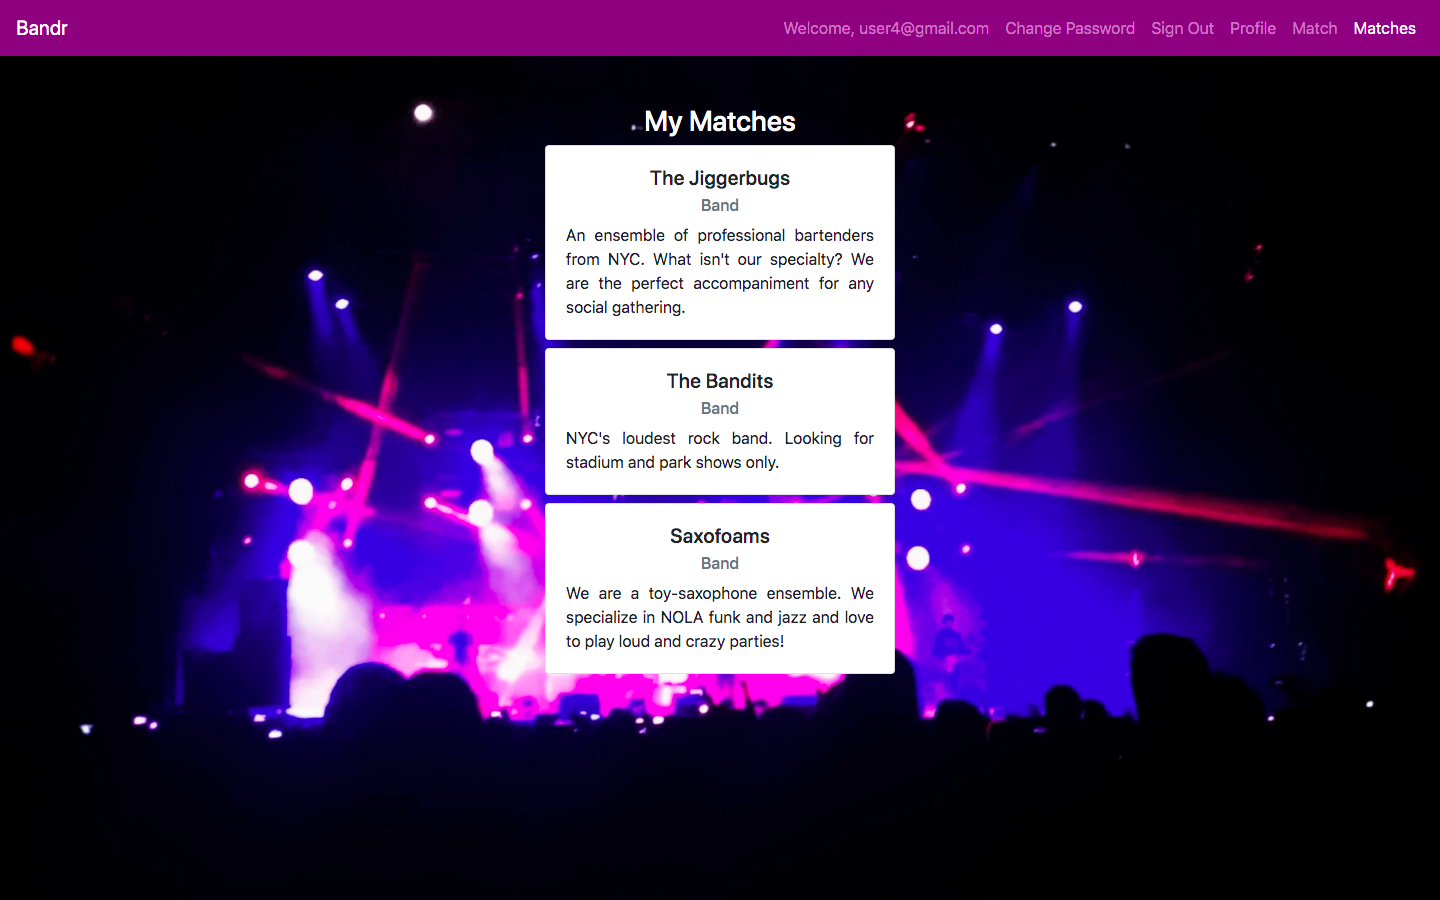 Bandr
Welcome, user4@gmail.com Change Password Sign Out Profile Match Matches
My Matches
The Jiggerbugs
Band
An ensemble of professional bartenders
from NYC. What isn't our specialty? We
are the perfect accompaniment for any
social gathering.
The Bandits
Band
NYC's loudest rock band. Looking for
stadium and park shows only.
Saxofoams
Band
We are a toy-saxophone ensemble. We
specialize in NOLA funk and jazz and love
to play loud and crazy parties!